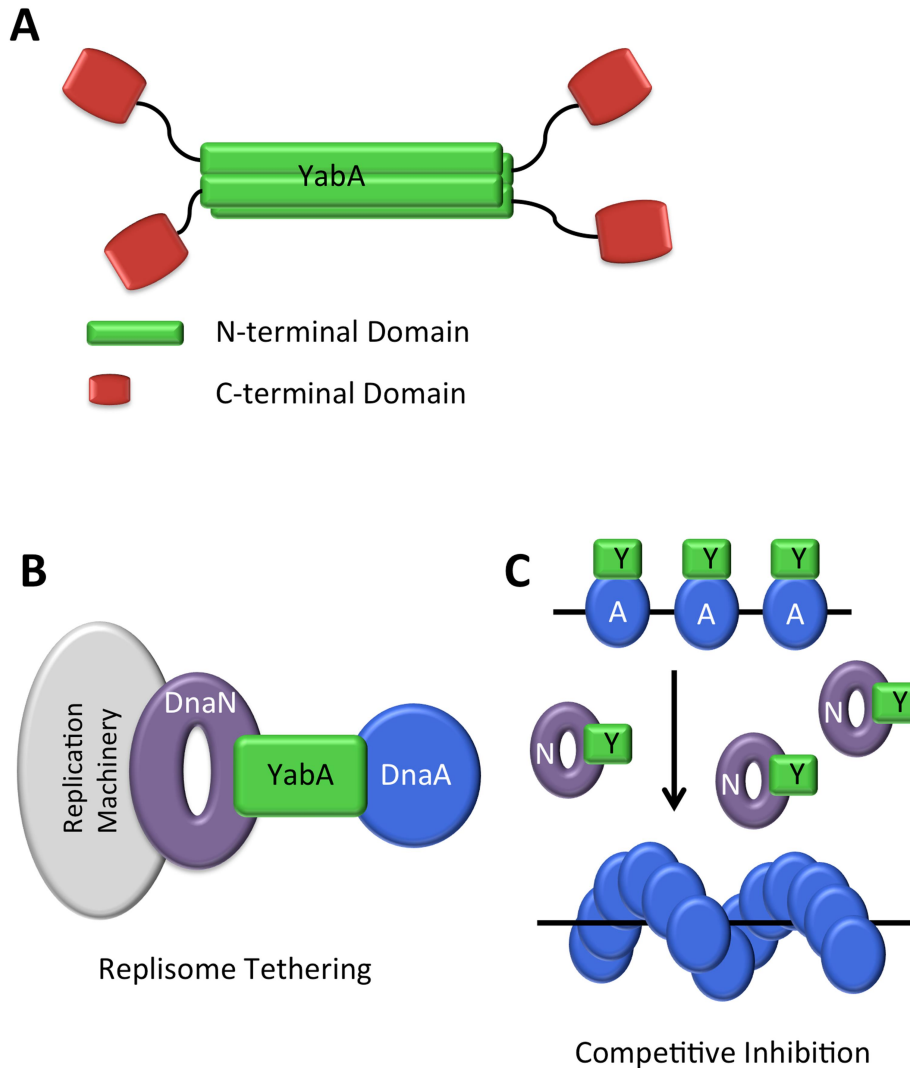 A
YabA
N-terminal Domain
C-terminal Domain
B
Replication
Machinery
DnaN
YabA
DnaA
Replisome Tethering
C
Y Y Y
A A A
N Y
N Y
N Y
Competitive Inhibition